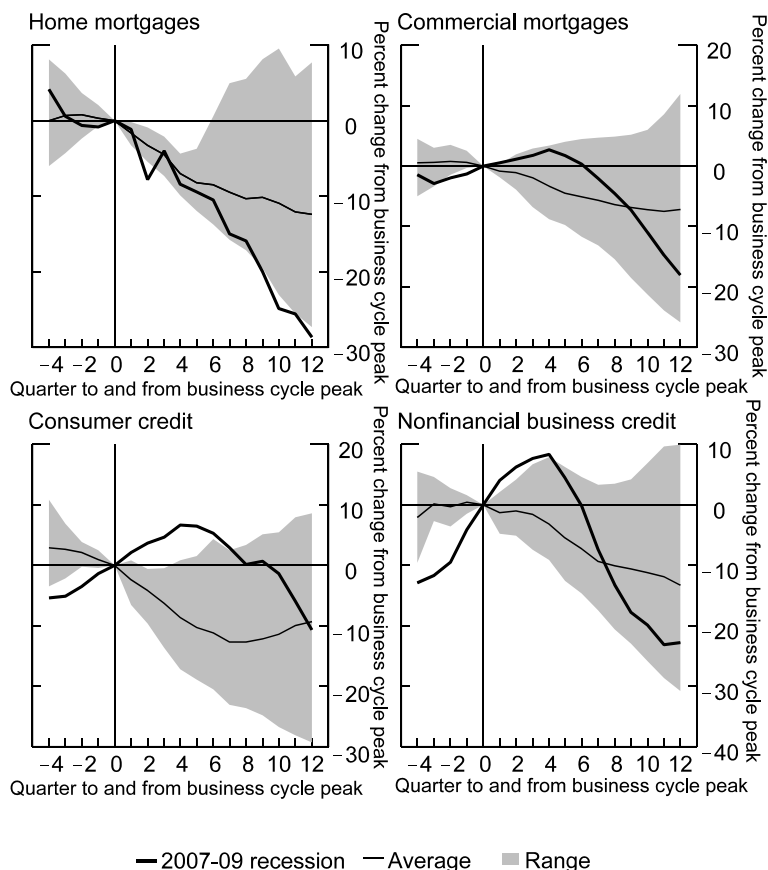 Home mortgages
10
0
−10
−20
−30
Percent change from business cycle peak
−4 −2 0 2 4 6 8 10 12
Quarter to and from business cycle peak
Commercial mortgages
20
10
0
−10
−20
−30
Percent change from business cycle peak
−4 −2 0 2 4 6 8 10 12
Quarter to and from business cycle peak
Consumer credit
20
10
0
−10
−20
−30
Percent change from business cycle peak
−4 −2 0 2 4 6 8 10 12
Quarter to and from business cycle peak
Nonfinancial business credit
10
0
−10
−20
−30
−40
Percent change from business cycle peak
−4 −2 0 2 4 6 8 10 12
Quarter to and from business cycle peak
2007-09 recession Average Range